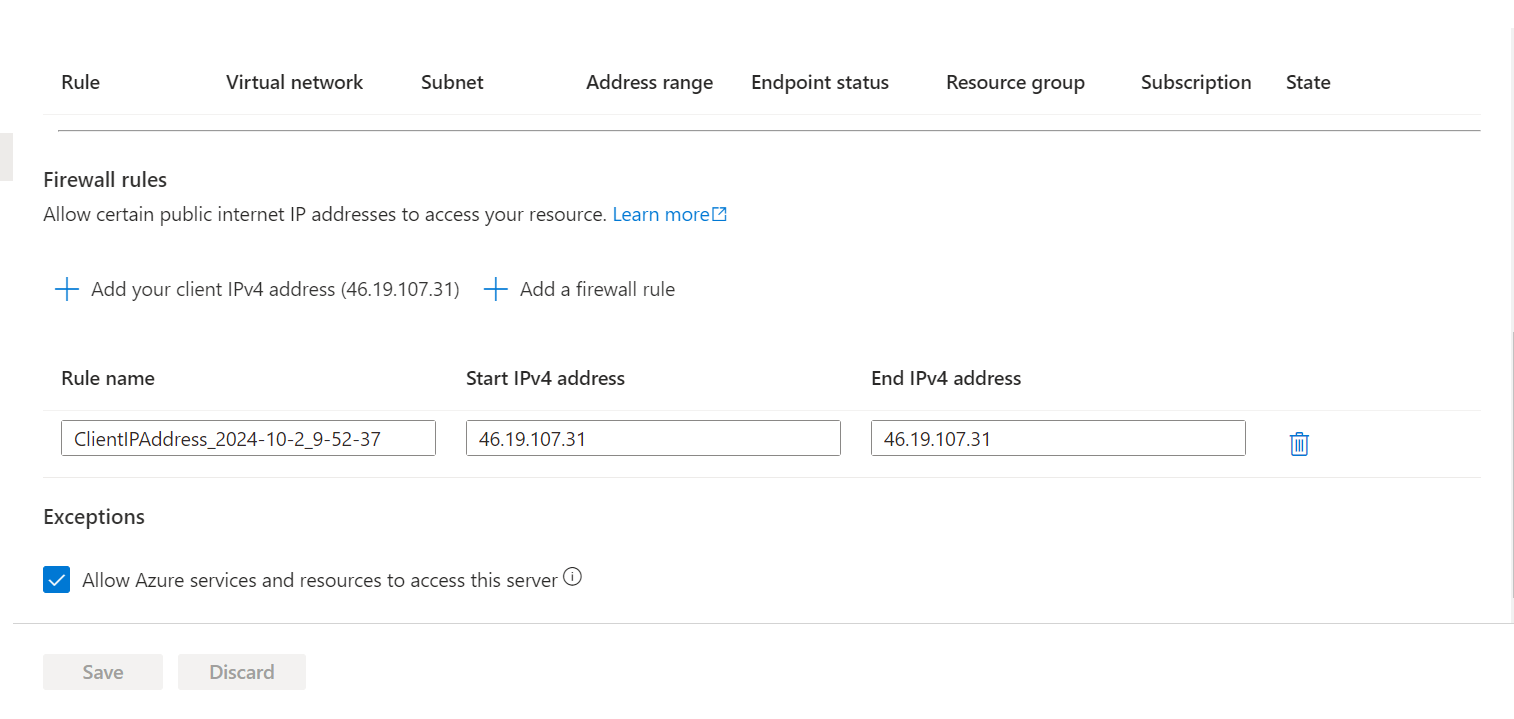 Rule Virtual network Subnet Address range Endpoint status Resource group Subscription State
Firewall rules
Allow certain public internet IP addresses to access your resource. Learn more
Add your client IPv4 address (46.19.107.31) Add a firewall rule
Rule name Start IPv4 address End IPv4 address
ClientIPAddress_2024-10-2_9-52-37 46.19.107.31 46.19.107.31
Exceptions
Allow Azure services and resources to access this server
Save Discard